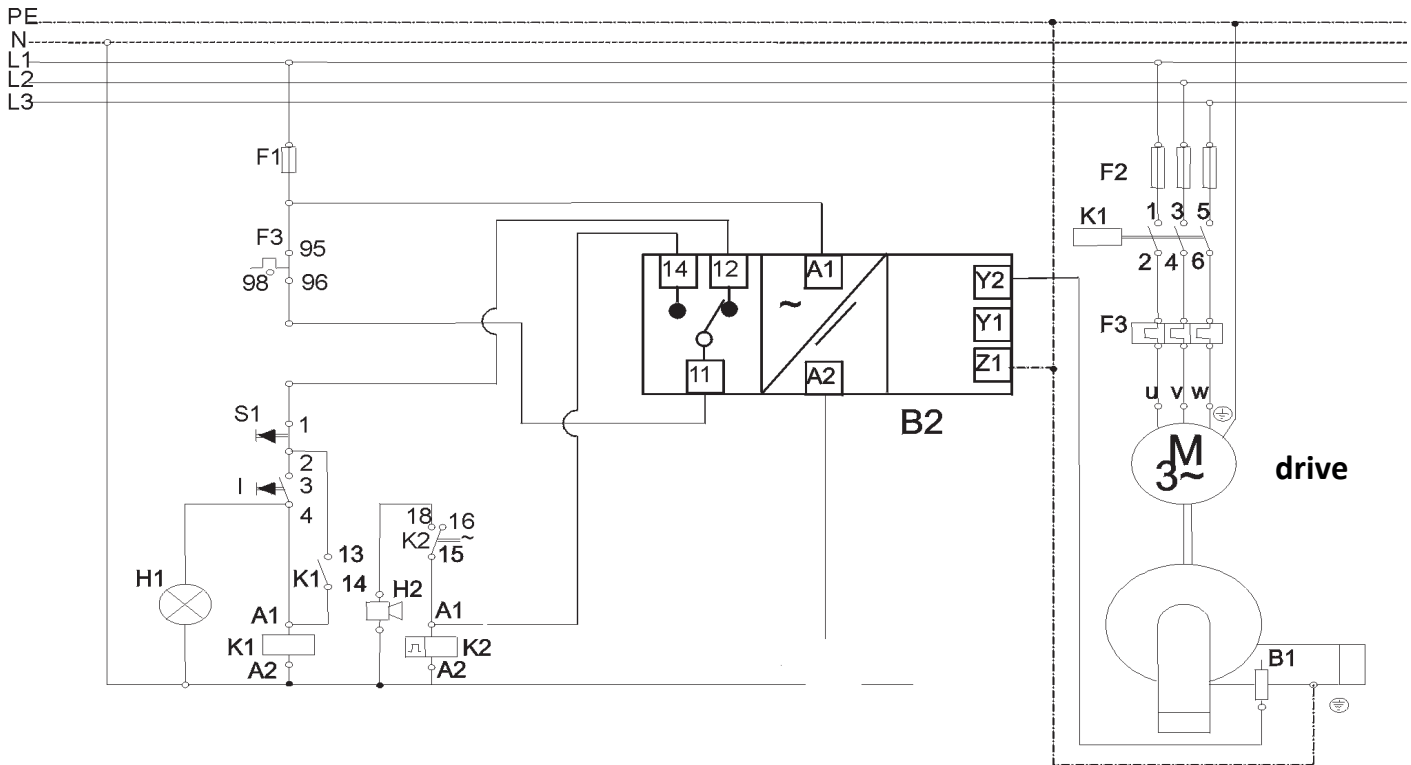 PE
N
L1
L2
L3
F1
F2
F3 95
98 96
K1 1 3 5
2 4 6
F3
14 12 A1 Y2
~ Y1
11 A2 Z1
B2
u v w
M
3~
drive
S1 1
2
I 3
4
18 16
K2 ~
15
13
K1 14
H1
H2
A1
K1
A2
A1
K2
A2
B1